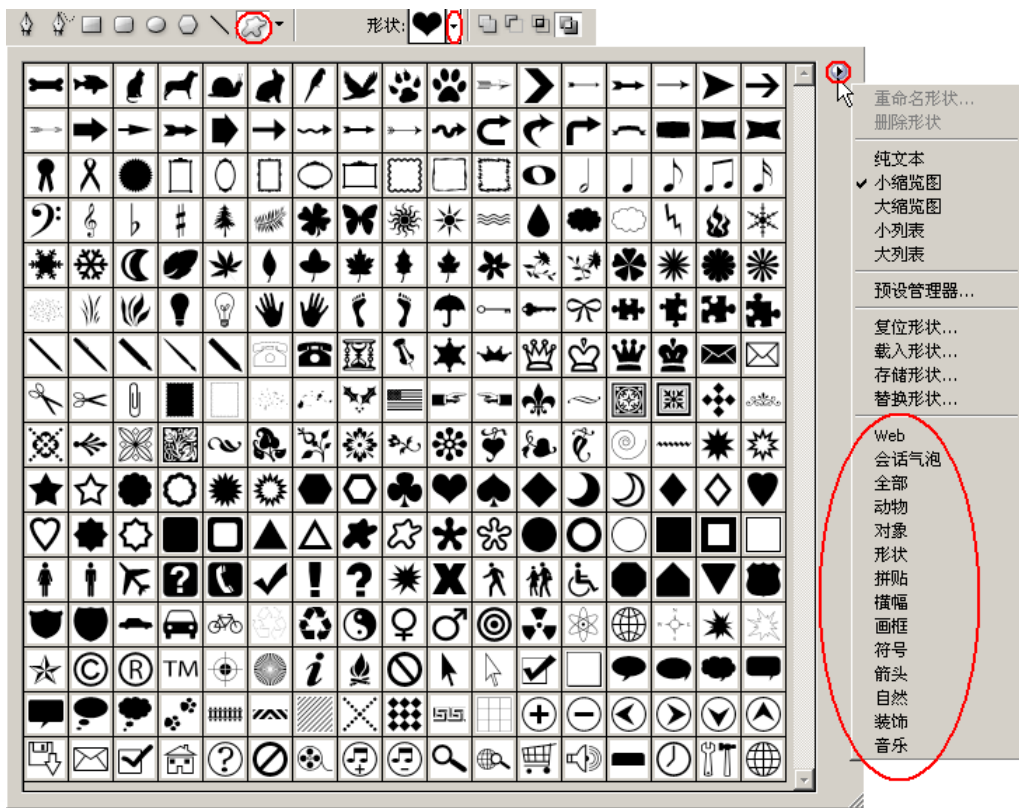 形状:
重命名形状...
删除形状
纯文本
小缩览图
大缩览图
小列表
大列表
预设管理器...
复位形状...
载入形状...
存储形状...
替换形状...
Web
会话气泡
全部
动物
对象
形状
拼贴
横幅
画框
符号
箭头
自然
装饰
音乐
TM